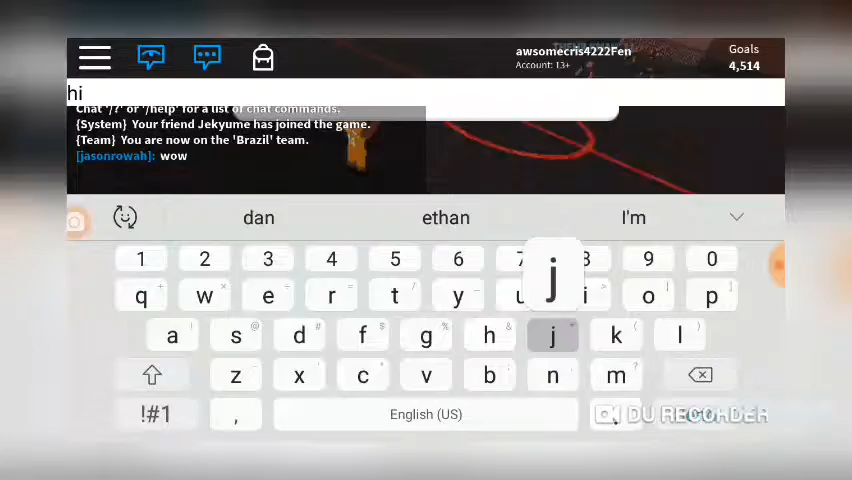 awsomecris4222Fen
Account: 13+
Goals
4,514
hi
Chat '/?' or '/help' for a list of chat commands.
{System} Your friend Jekyume has joined the game.
{Team} You are now on the 'Brazil' team.
[jasonrowah]: wow
dan ethan I'm
1 2 3 4 5 6 7 8 9 0
q w e r t y u i o p
j
a s d f g h j k l
z x c v b n m
!#1 , English (US) .
DU RECORDER